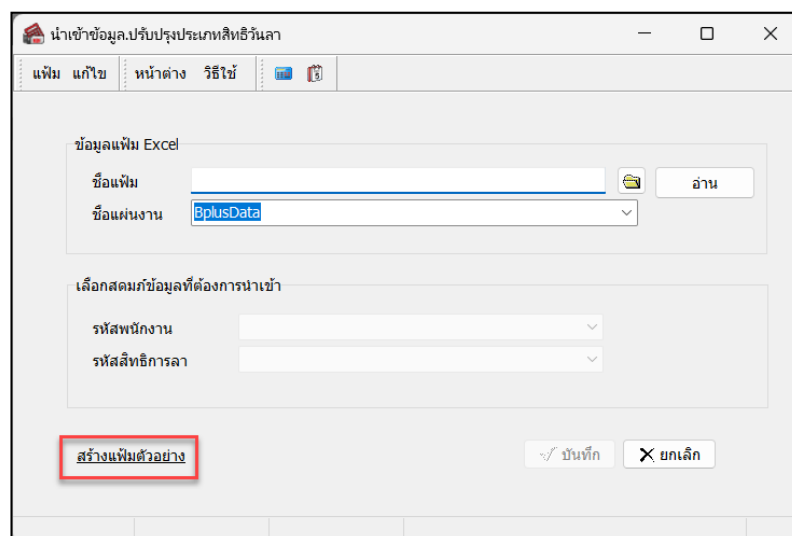 นำเข้าข้อมูล.ปรับปรุงประเภทสิทธิวันลา
แฟ้ม แก้ไข หน้าต่าง วิธีใช้
ข้อมูลแฟ้ม Excel
ชื่อแฟ้ม อ่าน
ชื่อแผ่นงาน BplusData
เลือกสดมภ์ข้อมูลที่ต้องการนำเข้า
รหัสพนักงาน
รหัสสิทธิการลา
สร้างแฟ้มตัวอย่าง บันทึก ยกเลิก